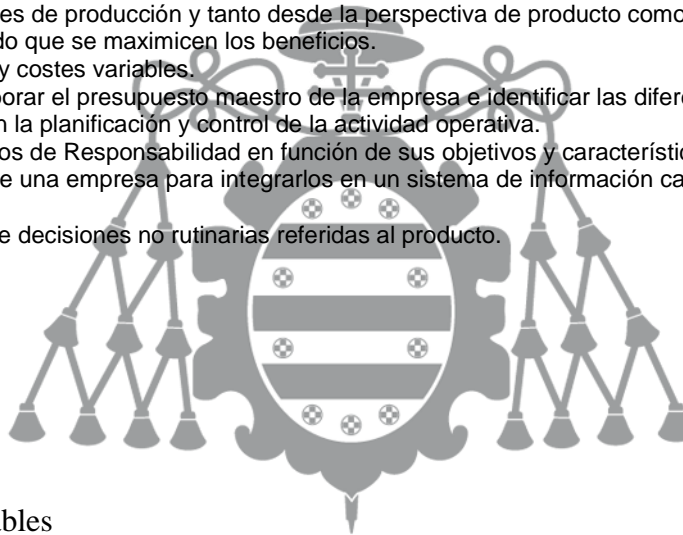 es de producción y tanto desde la perspectiva de producto como
do que se maximicen los beneficios.
y costes variables.
borar el presupuesto maestro de la empresa e identificar las difere
n la planificación y control de la actividad operativa.
os de Responsabilidad en función de sus objetivos y característic
e una empresa para integrarlos en un sistema de información ca
e decisiones no rutinarias referidas al producto.
ables